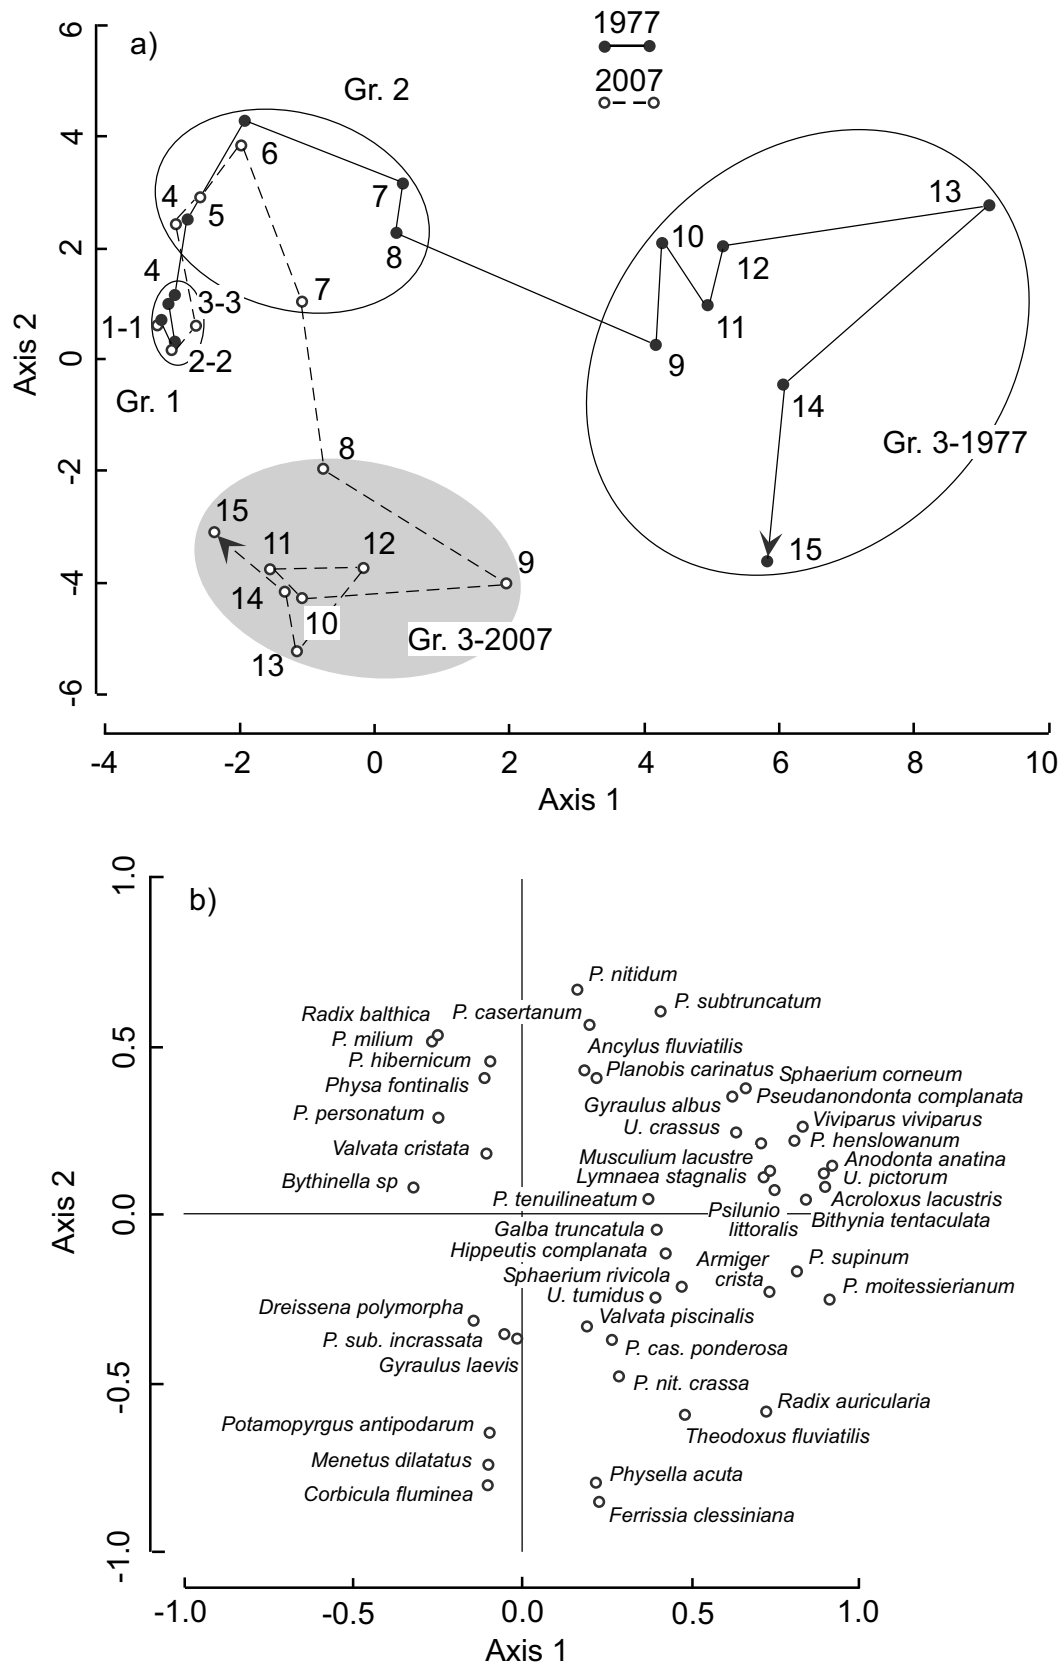 a)
1977
2007
6
4
2
0
-2
-4
-6
Axis 2
Gr. 2
6
4
5
7
8
4
3-3
1-1
2-2
Gr. 1
7
13
10
12
11
9
14
Gr. 3-1977
15
8
15
11
12
9
14
10
13
Gr. 3-2007
-4
-2
0
2
4
6
8
10
Axis 1
b)
1.0
0.5
0.0
-0.5
-1.0
Axis 2
P. nitidum
P. subtruncatum
Radix balthica
P. casertanum
P. milium
P. hibernicum
Ancylus fluviatilis
Physa fontinalis
Planobis carinatus
Sphaerium corneum
Gyraulus albus
Pseudanondonta complanata
P. personatum
U. crassus
Viviparus viviparus
P. henslowanum
Valvata cristata
Musculium lacustre
Anodonta anatina
Bythinella sp
Lymnaea stagnalis
U. pictorum
P. tenuilineatum
Acroloxus lacustris
Psilunio
littoralis
Bithynia tentaculata
Galba truncatula
Hippeutis complanata
Armiger
crista
P. supinum
Sphaerium rivicola
P. moitessierianum
U. tumidus
Dreissena polymorpha
Valvata piscinalis
P. sub. incrassata
P. cas. ponderosa
Gyraulus laevis
P. nit. crassa
Radix auricularia
Potamopyrgus antipodarum
Theodoxus fluviatilis
Menetus dilatatus
Physella acuta
Corbicula fluminea
Ferrissia clessiniana
-1.0
-0.5
0.0
0.5
1.0
Axis 1